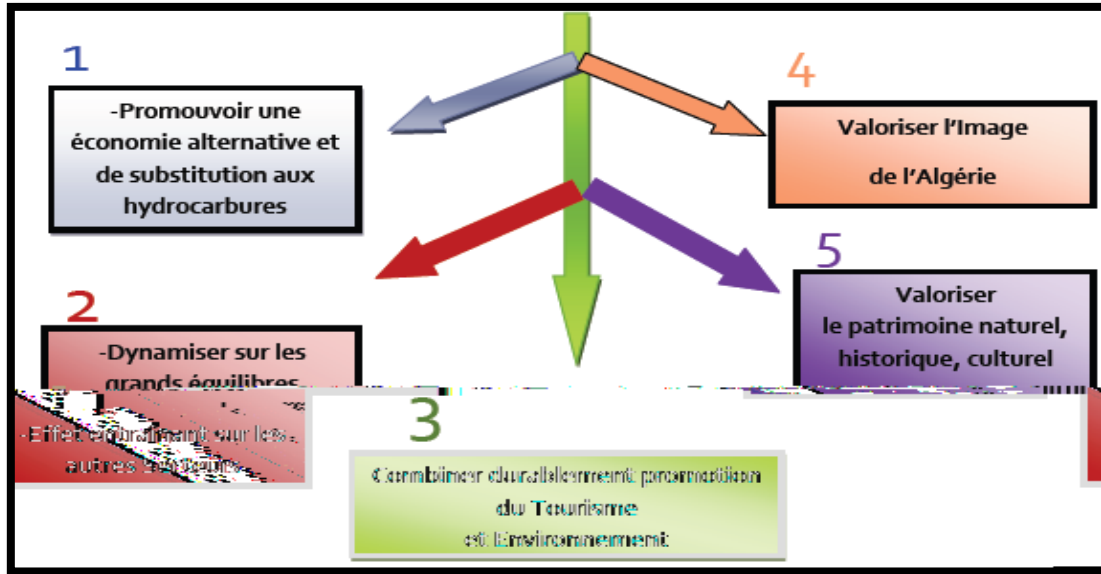 1
-Promouvoir une
économie alternative et
de substitution aux
hydrocarbures
2
-Dynamiser sur les
grands équilibres
-Effet entraînant sur les
autres secteurs
3
Combiner durablement promotion
du Tourisme
et Environnement
4
Valoriser l’Image
de l’Algérie
5
Valoriser
le patrimoine naturel,
historique, culturel